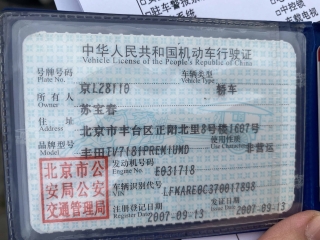 中华人民共和国机动车行驶证
Vehicle License of the People's Republic of China
号牌号码 京L28110 车辆类型 轿车
Plate No. Vehicle Type
所有人 苏宝春
Owner
住址 北京市丰台区正阳北里8号楼1607号
Address
品牌型号 丰田TV7181PREMIUMD 使用性质 非营运
Model Use Character
发动机号码 E031718
Engine No.
北京市公
安局公安
交通管理局
车辆识别代号 LFKARE0C370017898
VIN
注册登记日期 2007-09-13 发证日期 2007-09-13
Register Date Issue Date